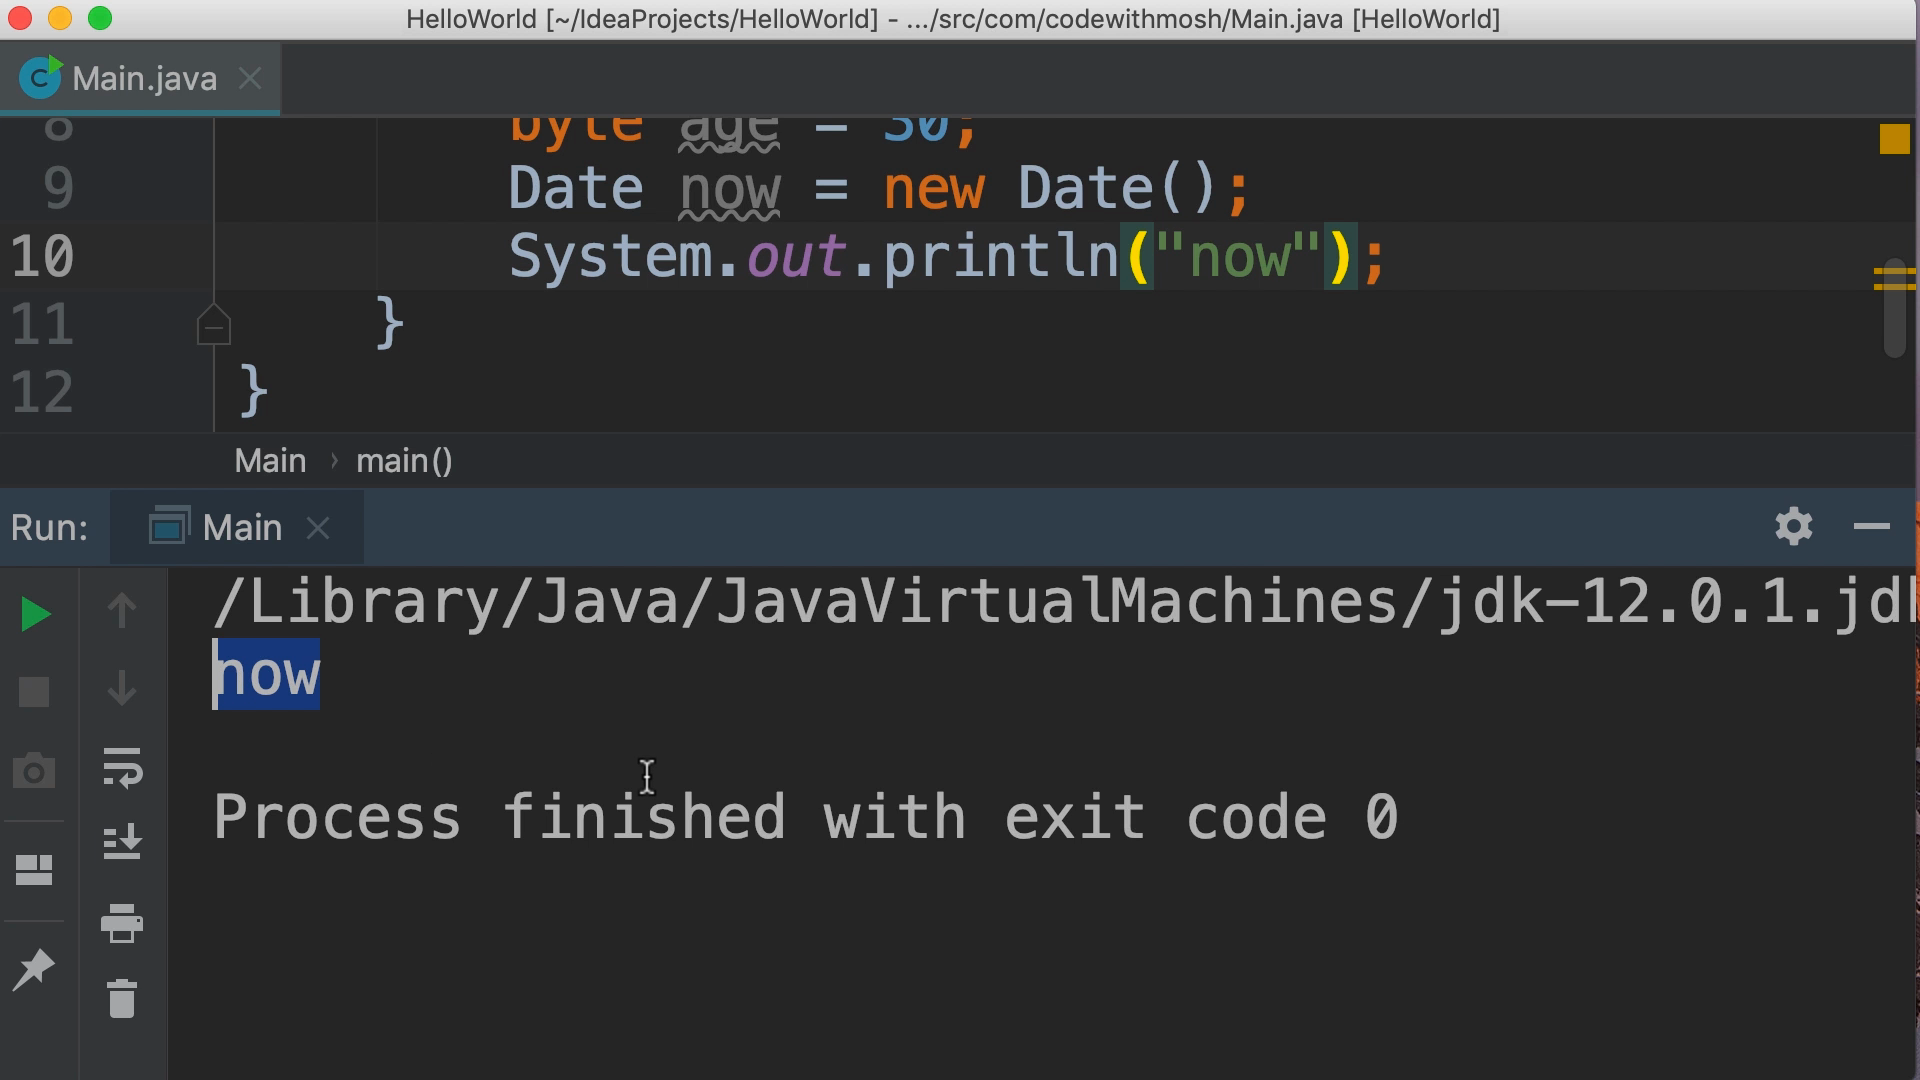 HelloWorld [~/IdeaProjects/HelloWorld] - .../src/com/codewithmosh/Main.java [HelloWorld]
Main.java
8 byte age = 30;
9 Date now = new Date();
10 System.out.println("now");
11 }
12 }
Main › main()
Run: Main
/Library/Java/JavaVirtualMachines/jdk-12.0.1.jdk
now
Process finished with exit code 0